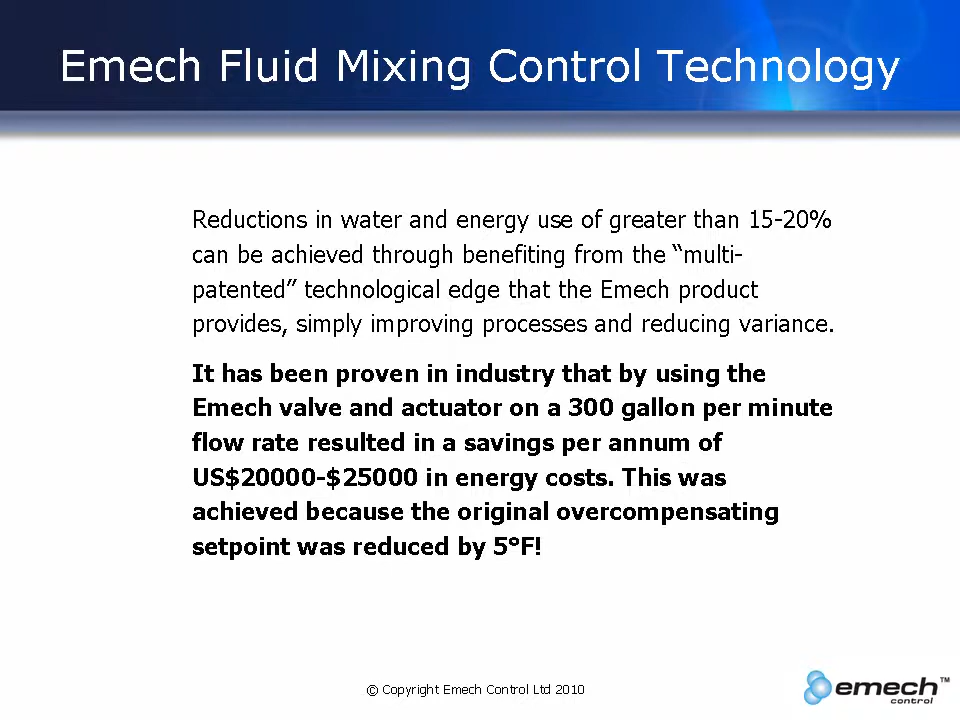 Emech Fluid Mixing Control Technology
Reductions in water and energy use of greater than 15-20%
can be achieved through benefiting from the “multi-
patented” technological edge that the Emech product
provides, simply improving processes and reducing variance.
It has been proven in industry that by using the
Emech valve and actuator on a 300 gallon per minute
flow rate resulted in a savings per annum of
US$20000-$25000 in energy costs. This was
achieved because the original overcompensating
setpoint was reduced by 5°F!
© Copyright Emech Control Ltd 2010
emech™
control